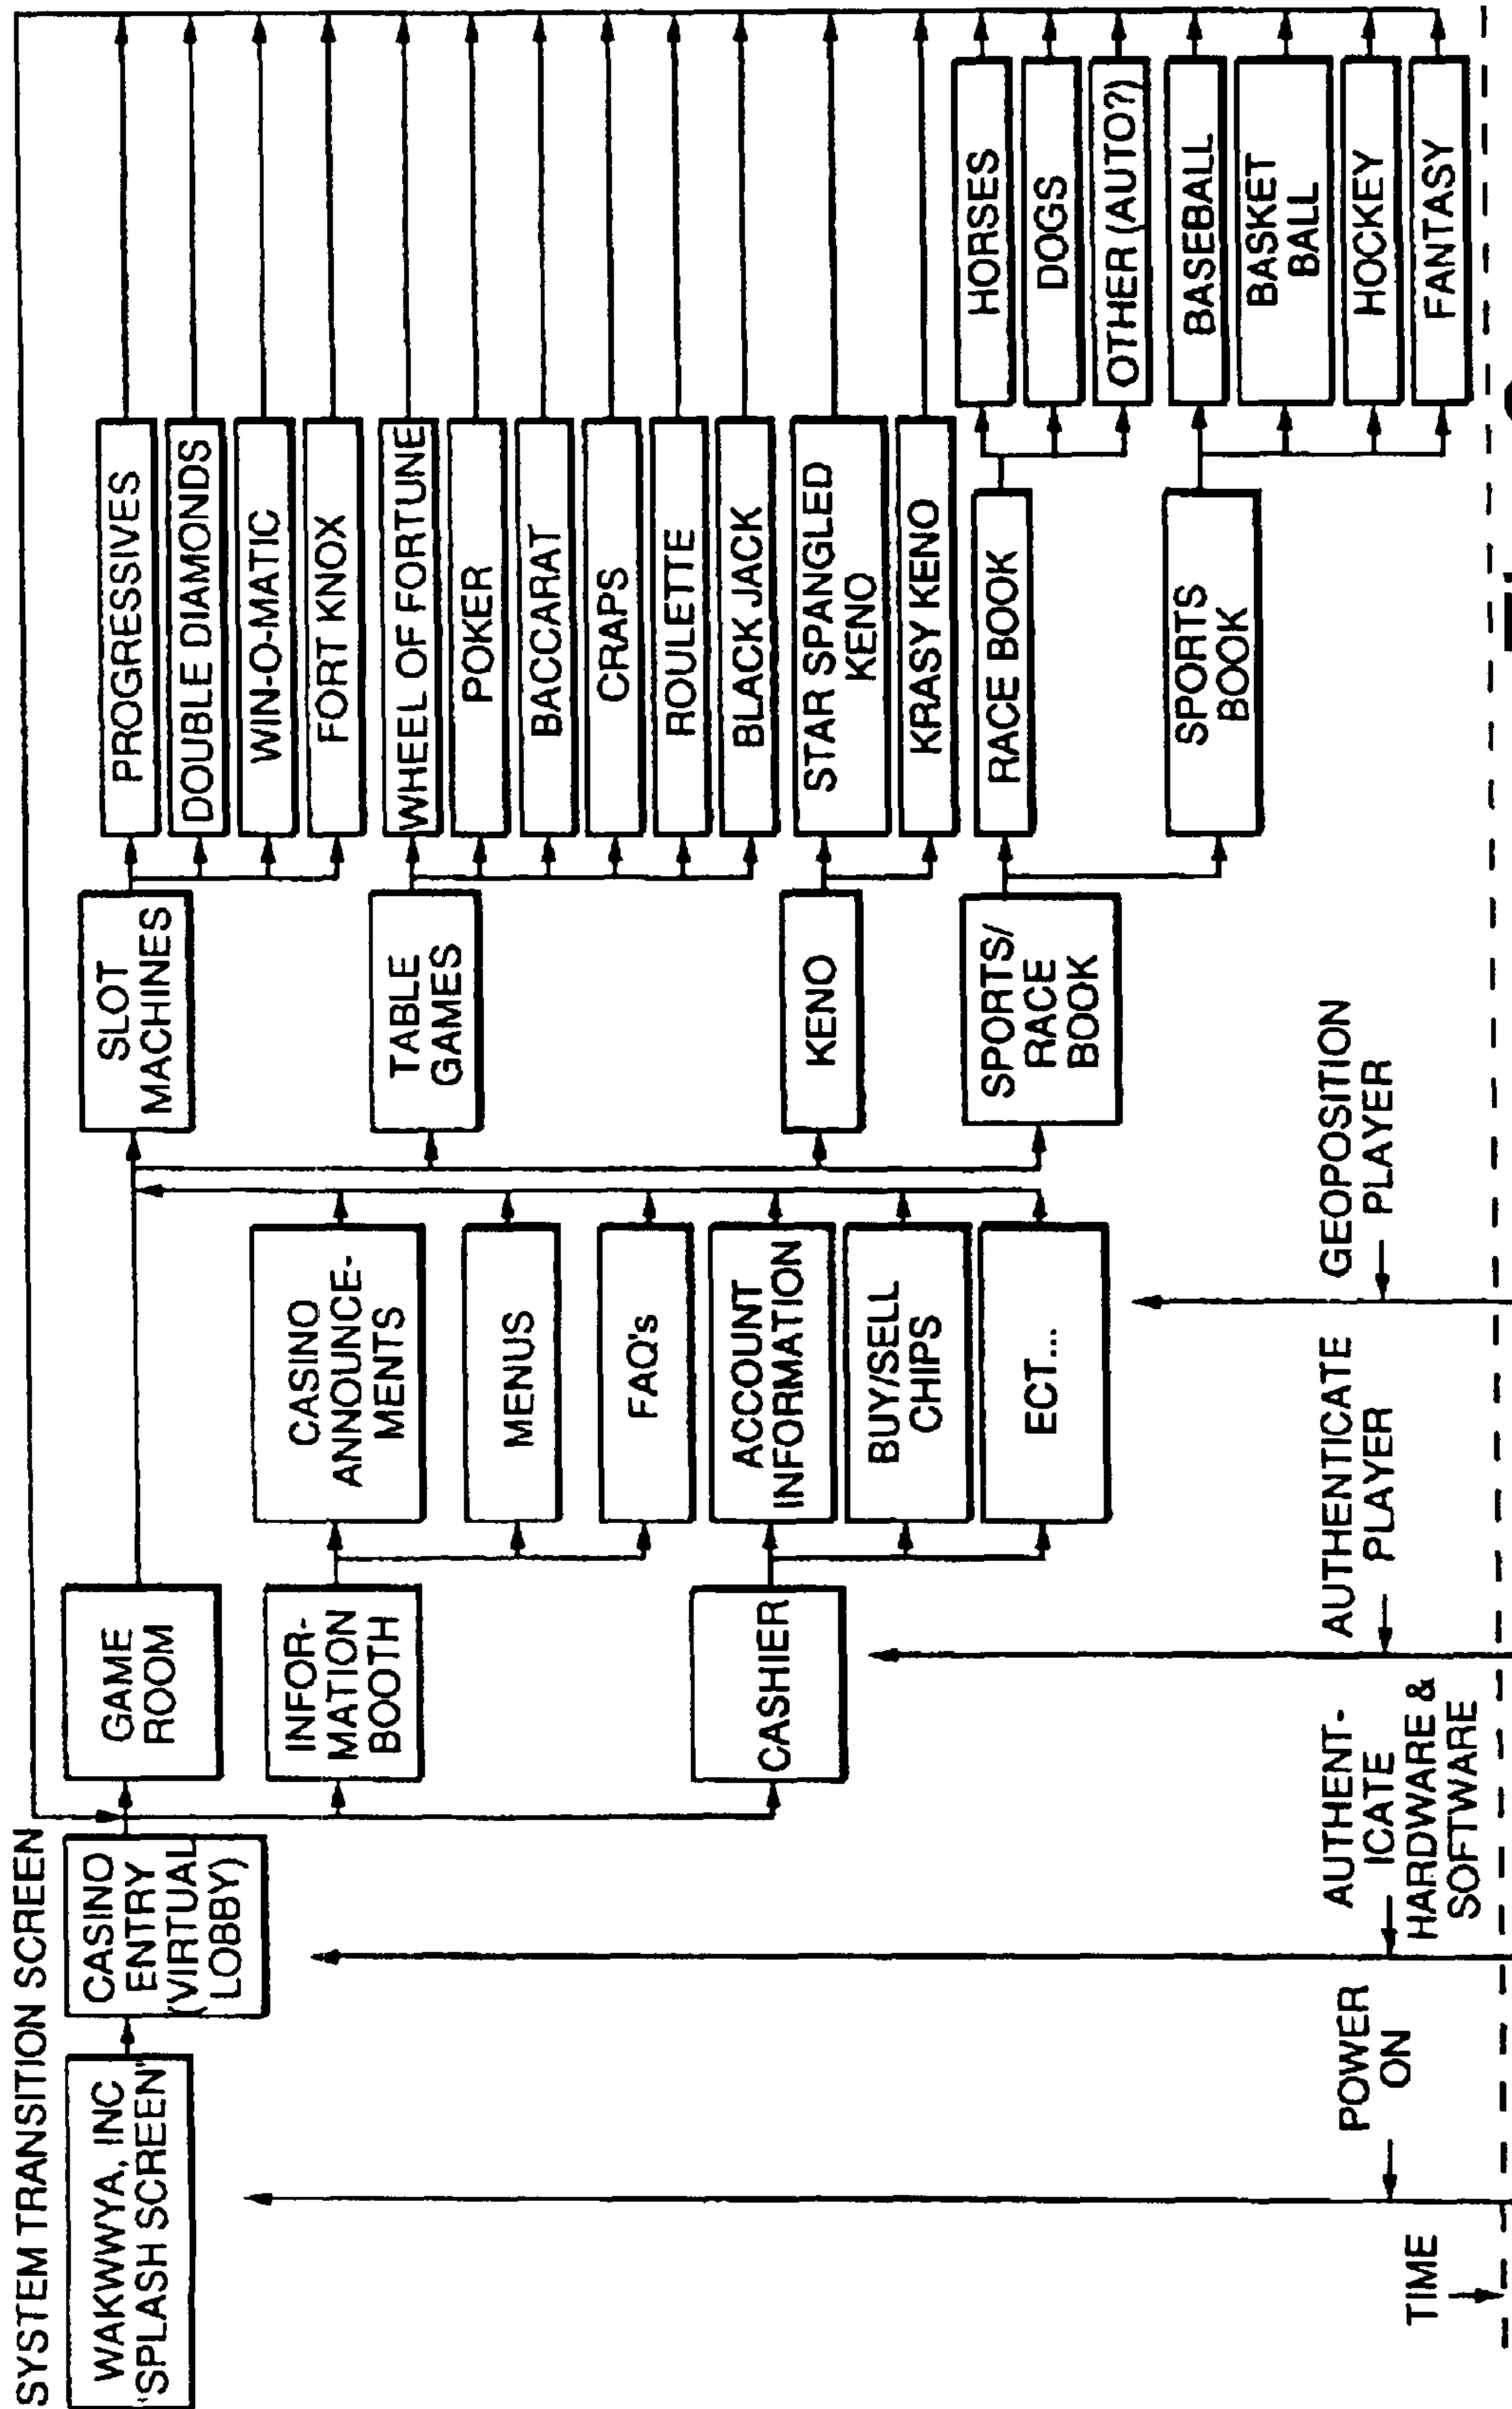 SYSTEM TRANSITION SCREEN
WAKWYA, INC
'SPLASH SCREEN'
CASINO
ENTRY
(VIRTUAL
LOBBY)
GAME
ROOM
INFOR-
MATION
BOOTH
CASHIER
CASINO
ANNOUNCE-
MENTS
MENUS
FAQ's
ACCOUNT
INFORMATION
BUY/SELL
CHIPS
ECT...
SLOT
MACHINES
TABLE
GAMES
KENO
SPORTS/
RACE
BOOK
PROGRESSIVES
DOUBLE DIAMONDS
WIN-O-MATIC
FORT KNOX
WHEEL OF FORTUNE
POKER
BACCARAT
CRAPS
ROULETTE
BLACK JACK
STAR SPANGLED
KENO
KRASY KENO
RACE BOOK
SPORTS
BOOK
HORSES
DOGS
OTHER (AUTO?)
BASEBALL
BASKET
BALL
HOCKEY
FANTASY
TIME
POWER
ON
AUTHENT-
ICATE
HARDWARE &
SOFTWARE
AUTHENTICATE
PLAYER
GEOPOSITION
PLAYER